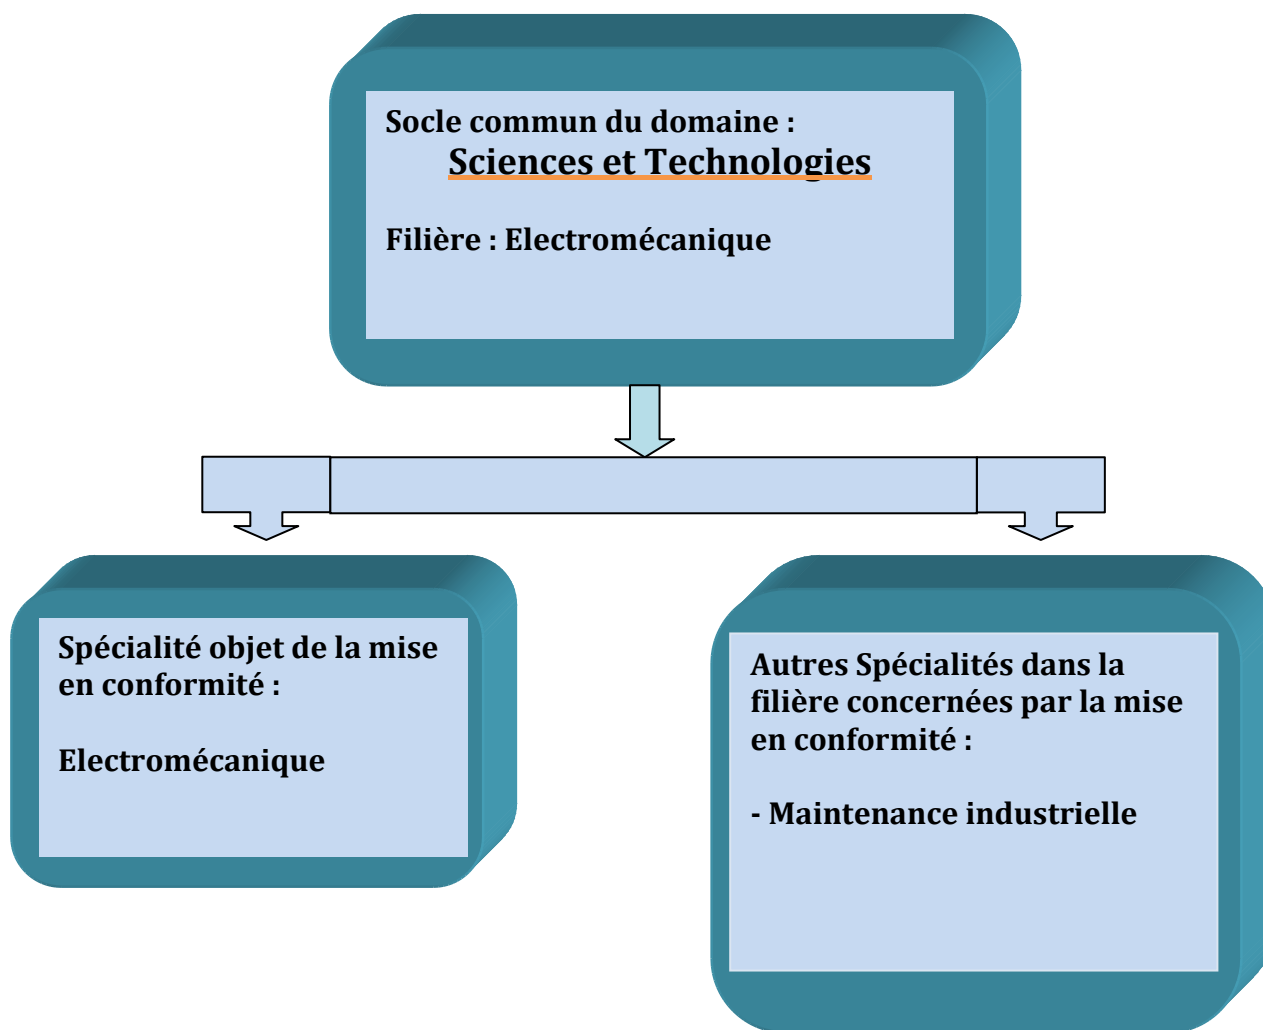 Socle commun du domaine :
Sciences et Technologies
Filière : Electromécanique
Spécialité objet de la mise
en conformité :
Electromécanique
Autres Spécialités dans la
filière concernées par la mise
en conformité :
- Maintenance industrielle